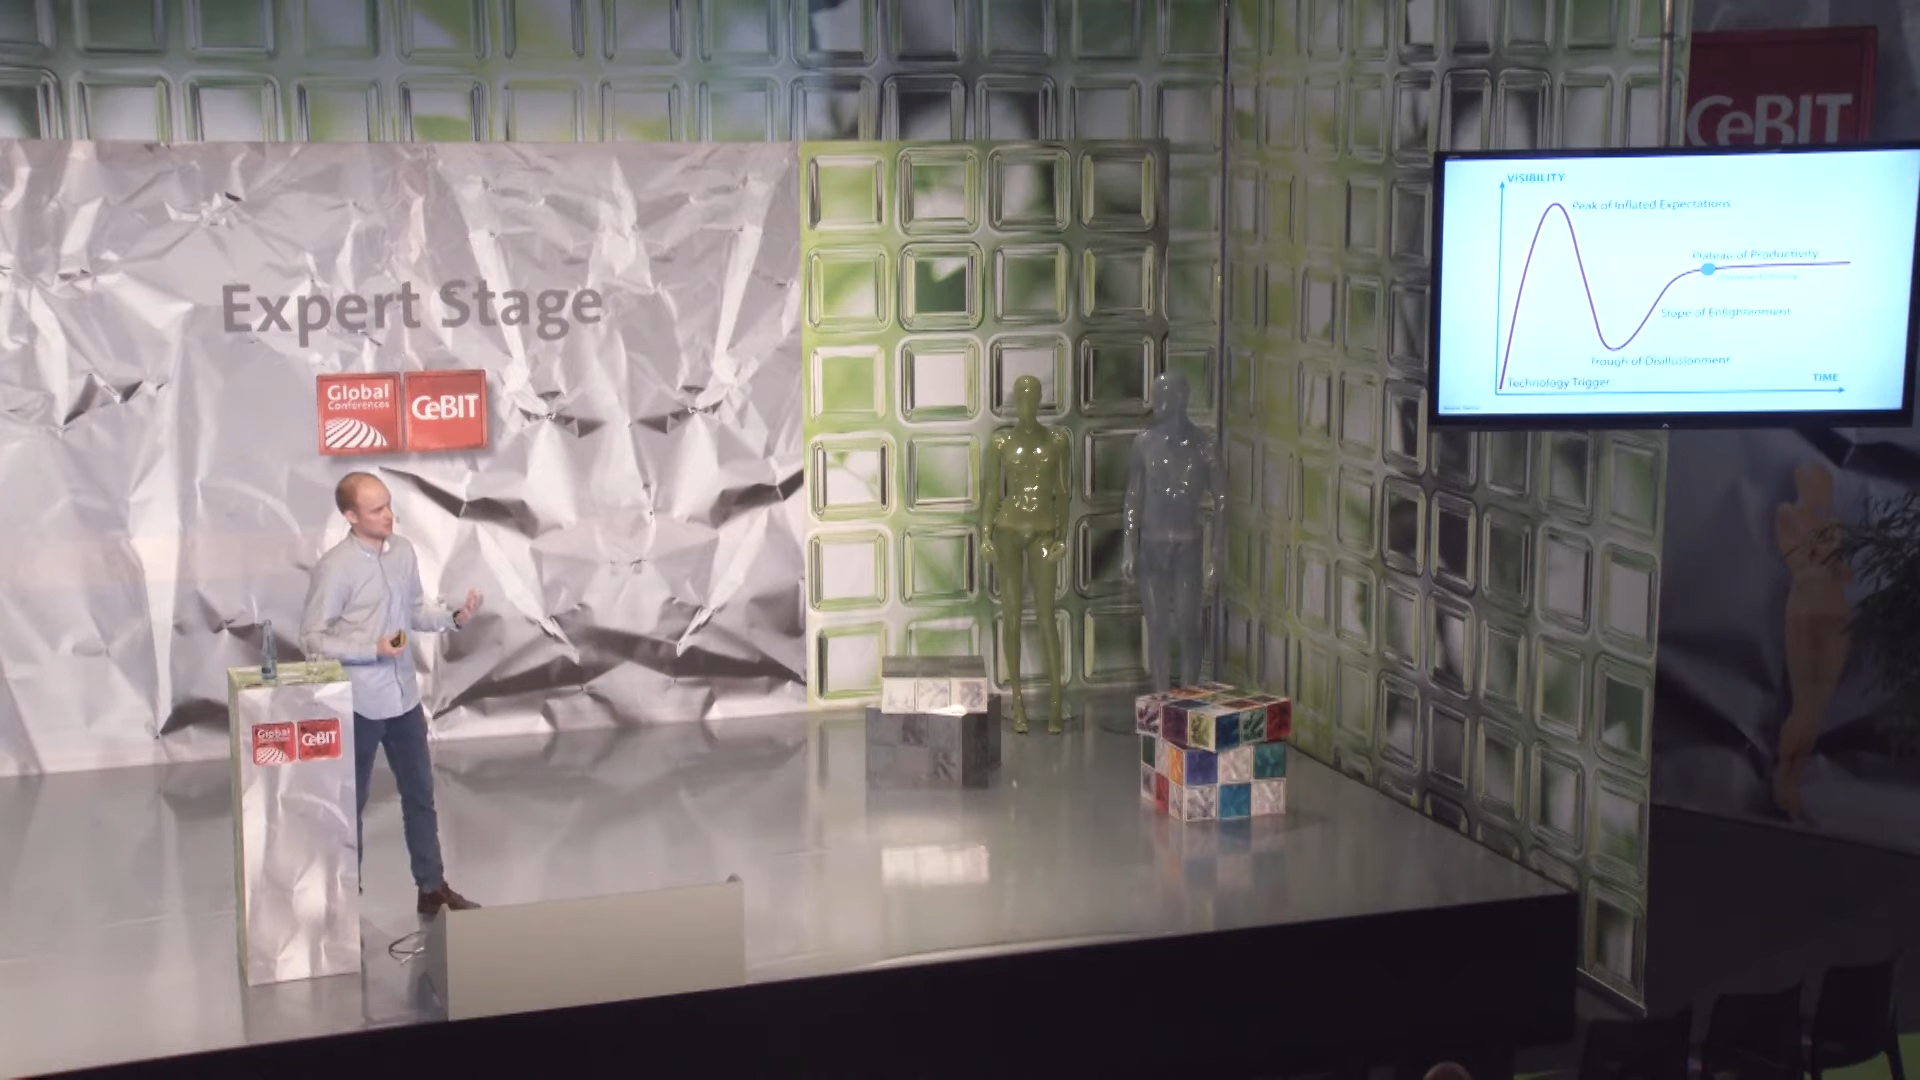 Expert Stage
Global
Conferences
CeBIT
Global
CeBIT
CeBIT
VISIBILITY
Peak of Inflated Expectations
Plateau of Productivity
Slope of Enlightenment
Trough of Disillusionment
Technology Trigger
TIME